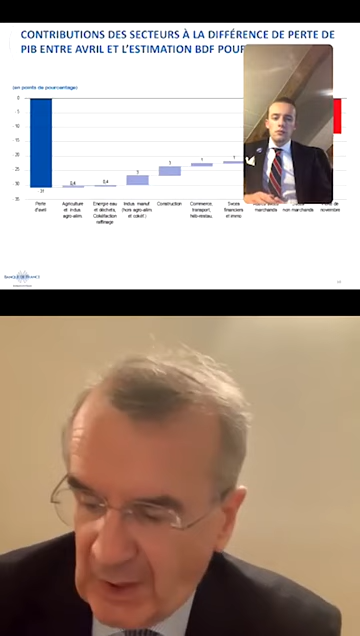 CONTRIBUTIONS DES SECTEURS À LA DIFFÉRENCE DE PERTE DE
PIB ENTRE AVRIL ET L'ESTIMATION BDF POUR
(en points de pourcentage)
0
-5
-10
-15
-20
-25
-30
-35
-31
0,4
0,4
3
3
1
1
Perte d'avril
Agriculture et indus. agro-alim
Energie eau et déchets, Cokéfaction raffinage
Indus. manuf. (hors agro-alim et cokéf.)
Construction
Commerce, transport, héb-restau.
Svces financiers et immo.
marchands
non marchands
novembre
BANQUE DE FRANCE